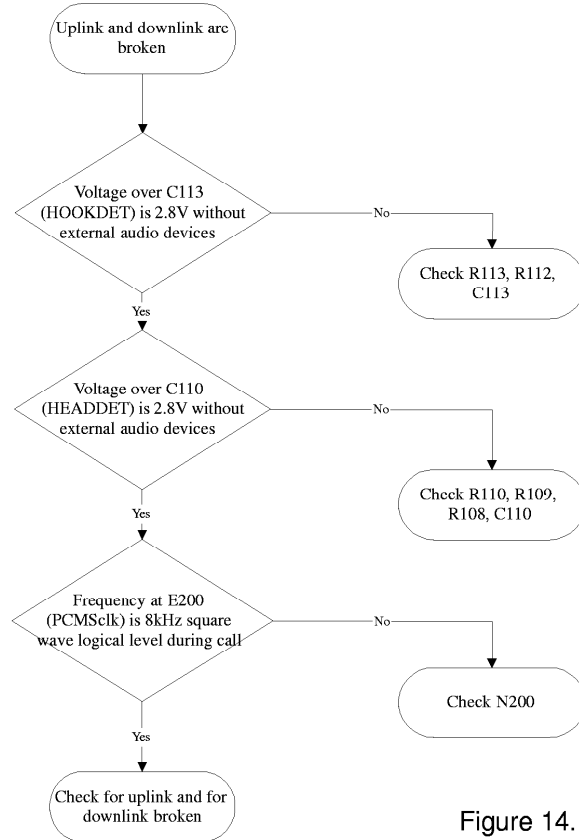 Uplink and downlink are
broken
Voltage over C113
(HOOKDET) is 2.8V without
external audio devices
No
Check R113, R112,
C113
Yes
Voltage over C110
(HEADDET) is 2.8V without
external audio devices
No
Check R110, R109,
R108, C110
Yes
Frequency at E200
(PCMSclk) is 8kHz square
wave logical level during call
No
Check N200
Yes
Check for uplink and for
downlink broken
Figure 14.